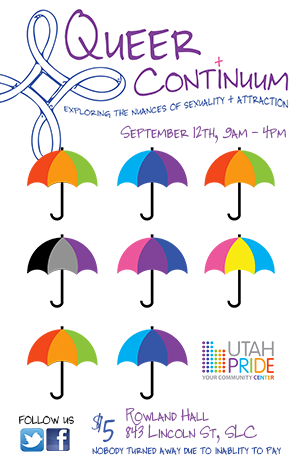 QUEER
CONTINUUM
EXPLORING THE NUANCES OF SEXUALITY + ATTRACTION
SEPTEMBER 12TH, 9AM - 4PM
UTAH
PRIDE
YOUR COMMUNITY CENTER
FOLLOW US
$5
ROWLAND HALL
843 LINCOLN ST, SLC
NOBODY TURNED AWAY DUE TO INABLITY TO PAY